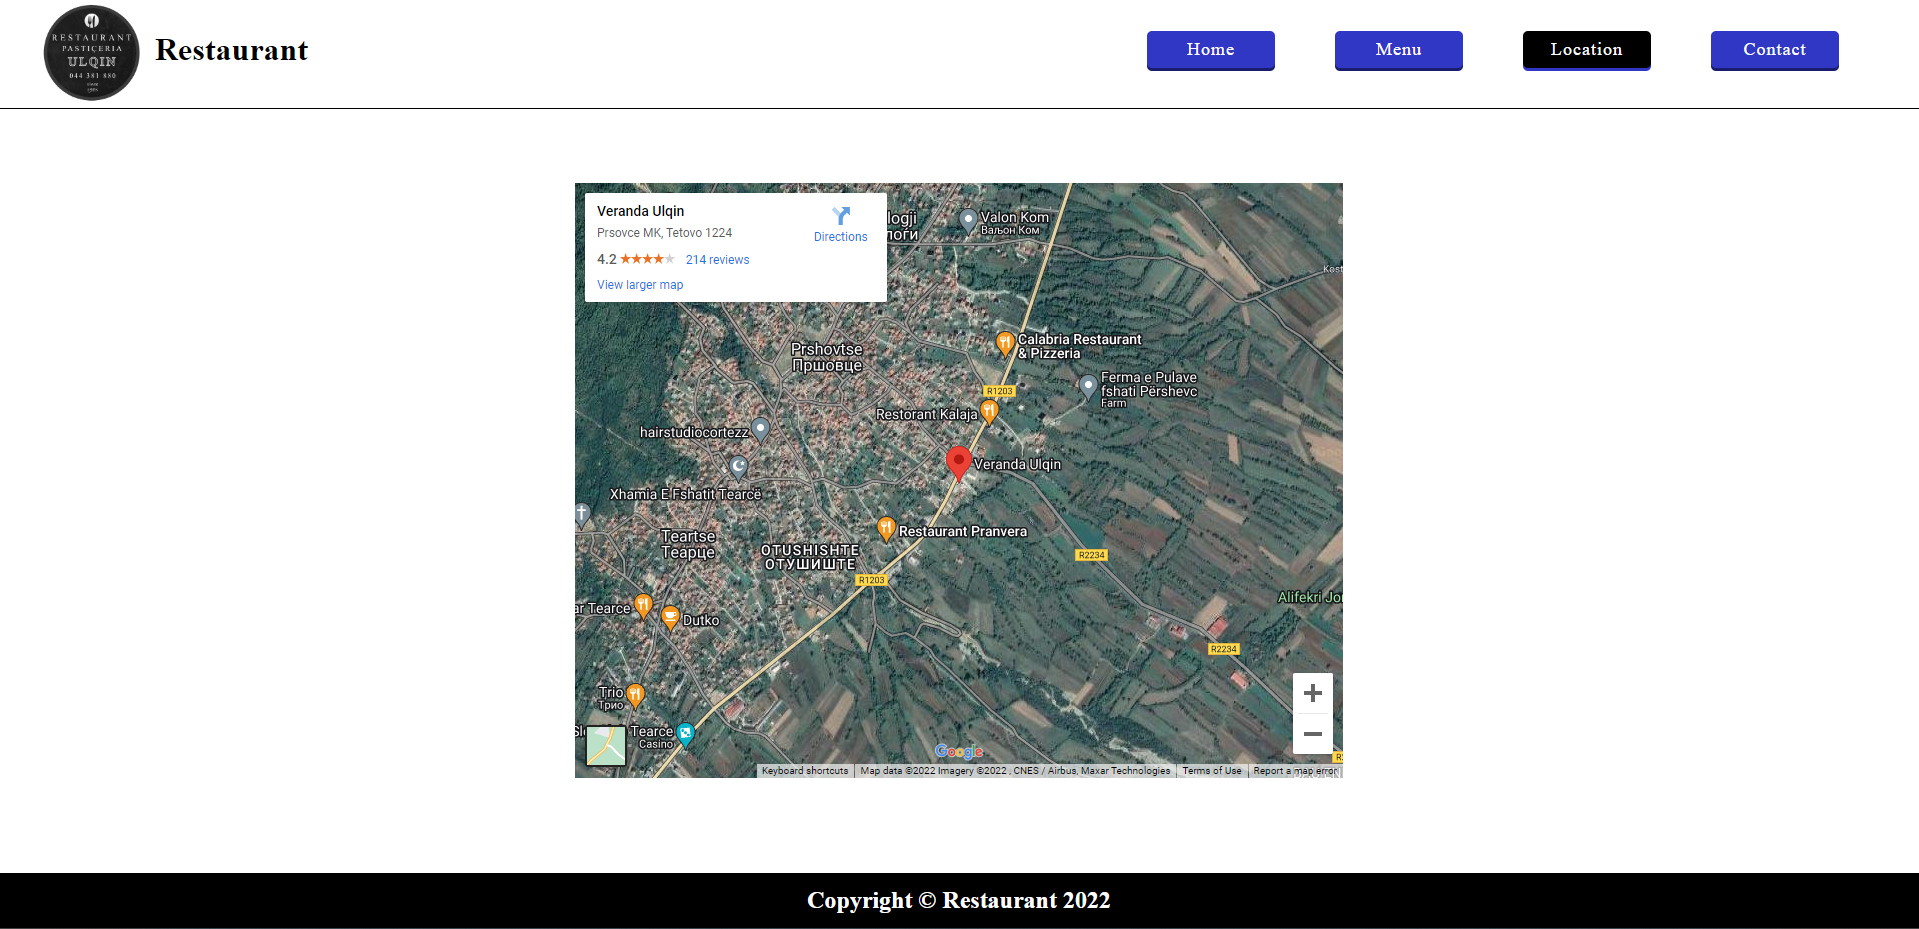 RESTAURANT
PASTIÇERIA
ULQIN
044 381 880
Restaurant
Home
Menu
Location
Contact
Veranda Ulqin
Prsovce MK, Tetovo 1224
Directions
4.2
214 reviews
View larger map
logji
логи
Valon Kom
Ваљон Ком
Kost
Calabria Restaurant
& Pizzeria
Prshovtse
Пршовце
Ferma e Pulave
fshati Përshevc
Farm
R1203
Restorant Kalaja
hairstudiocortezz
Veranda Ulqin
Xhamia E Fshatit Tearcë
Restaurant Pranvera
Teartse
Теарце
OTUSHISHTE
ОТУШИШТЕ
R2234
R1203
Alifekri Jo
ar Tearce
Dutko
R2234
Trio
Трио
Tearce
Casino
Google
Keyboard shortcuts
Map data ©2022 Imagery ©2022 , CNES / Airbus, Maxar Technologies
Terms of Use
Report a map error
Copyright © Restaurant 2022